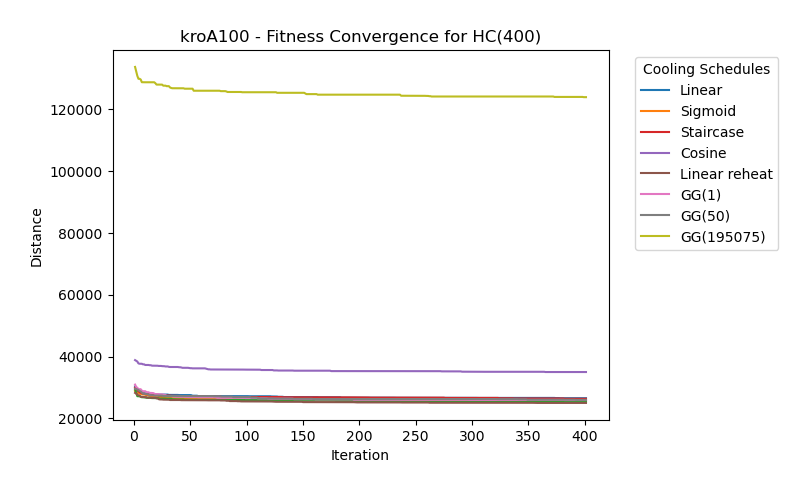 kroA100 - Fitness Convergence for HC(400)
Cooling Schedules
Linear
Sigmoid
Staircase
Cosine
Linear reheat
GG(1)
GG(50)
GG(195075)
Distance
120000
100000
80000
60000
40000
20000
0 50 100 150 200 250 300 350 400
Iteration